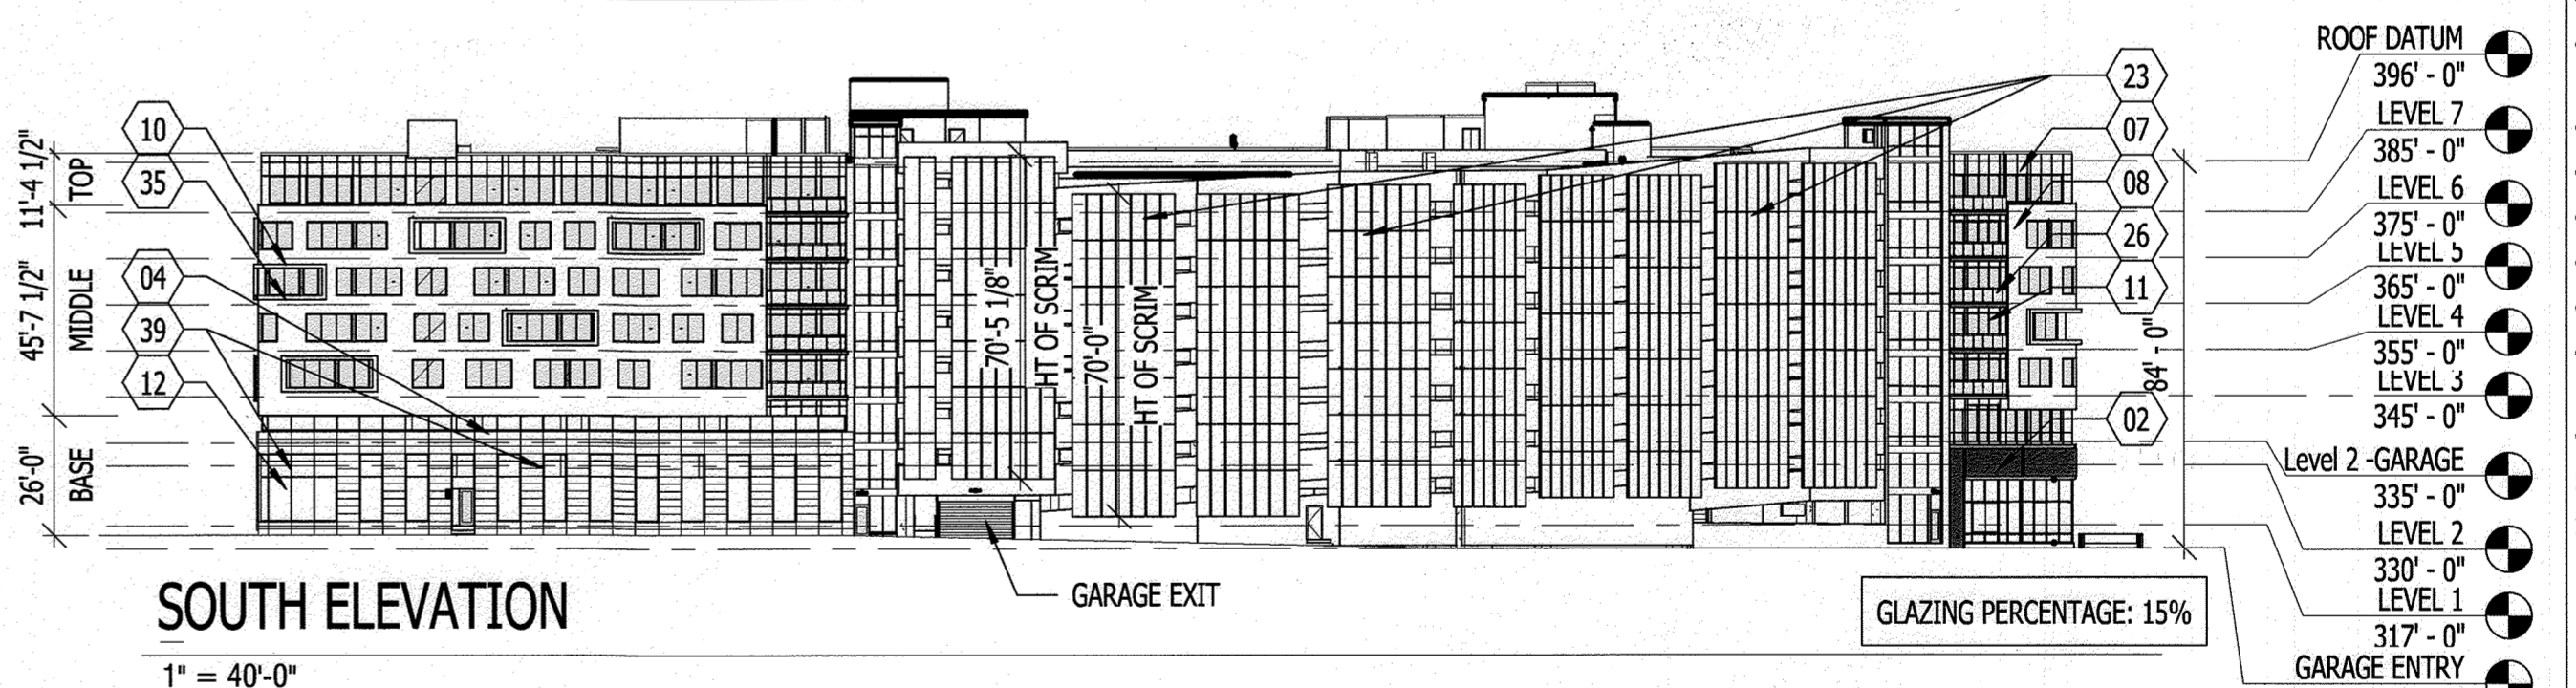 10
35
04
39
12
11'-4 1/2"
TOP
45'-7 1/2"
MIDDLE
26'-0"
BASE
70'-5 1/8"
HT OF SCRIM
70'-0"
HT OF SCRIM
23
07
08
26
11
02
84' - 0"
ROOF DATUM
396' - 0"
LEVEL 7
385' - 0"
LEVEL 6
375' - 0"
LEVEL 5
365' - 0"
LEVEL 4
355' - 0"
LEVEL 3
345' - 0"
Level 2 -GARAGE
335' - 0"
LEVEL 2
330' - 0"
LEVEL 1
317' - 0"
GARAGE ENTRY
GARAGE EXIT
GLAZING PERCENTAGE: 15%
SOUTH ELEVATION
1" = 40'-0"